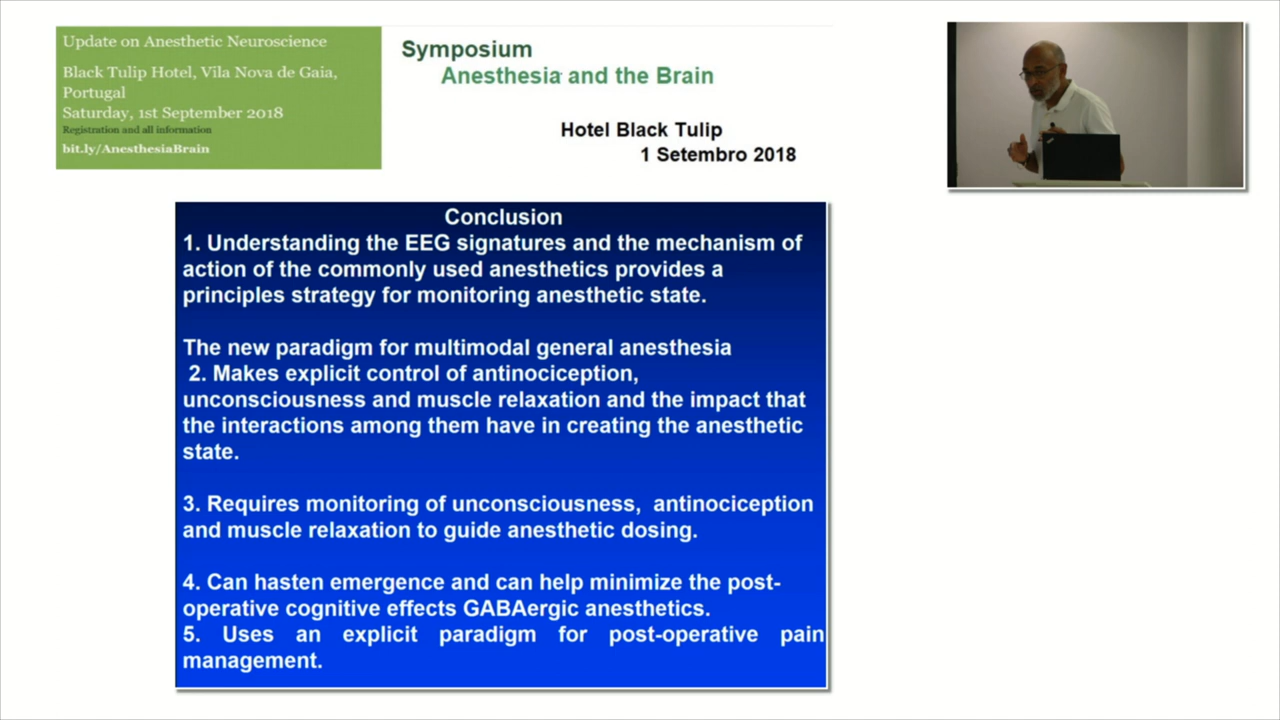 Update on Anesthetic Neuroscience
Black Tulip Hotel, Vila Nova de Gaia,
Portugal
Saturday, 1st September 2018
Registration and all information
bit.ly/AnesthesiaBrain
Symposium
Anesthesia and the Brain
Hotel Black Tulip
1 Setembro 2018
Conclusion
1. Understanding the EEG signatures and the mechanism of
action of the commonly used anesthetics provides a
principles strategy for monitoring anesthetic state.
The new paradigm for multimodal general anesthesia
2. Makes explicit control of antinociception,
unconsciousness and muscle relaxation and the impact that
the interactions among them have in creating the anesthetic
state.
3. Requires monitoring of unconsciousness, antinociception
and muscle relaxation to guide anesthetic dosing.
4. Can hasten emergence and can help minimize the post-
operative cognitive effects GABAergic anesthetics.
5. Uses an explicit paradigm for post-operative pain
management.